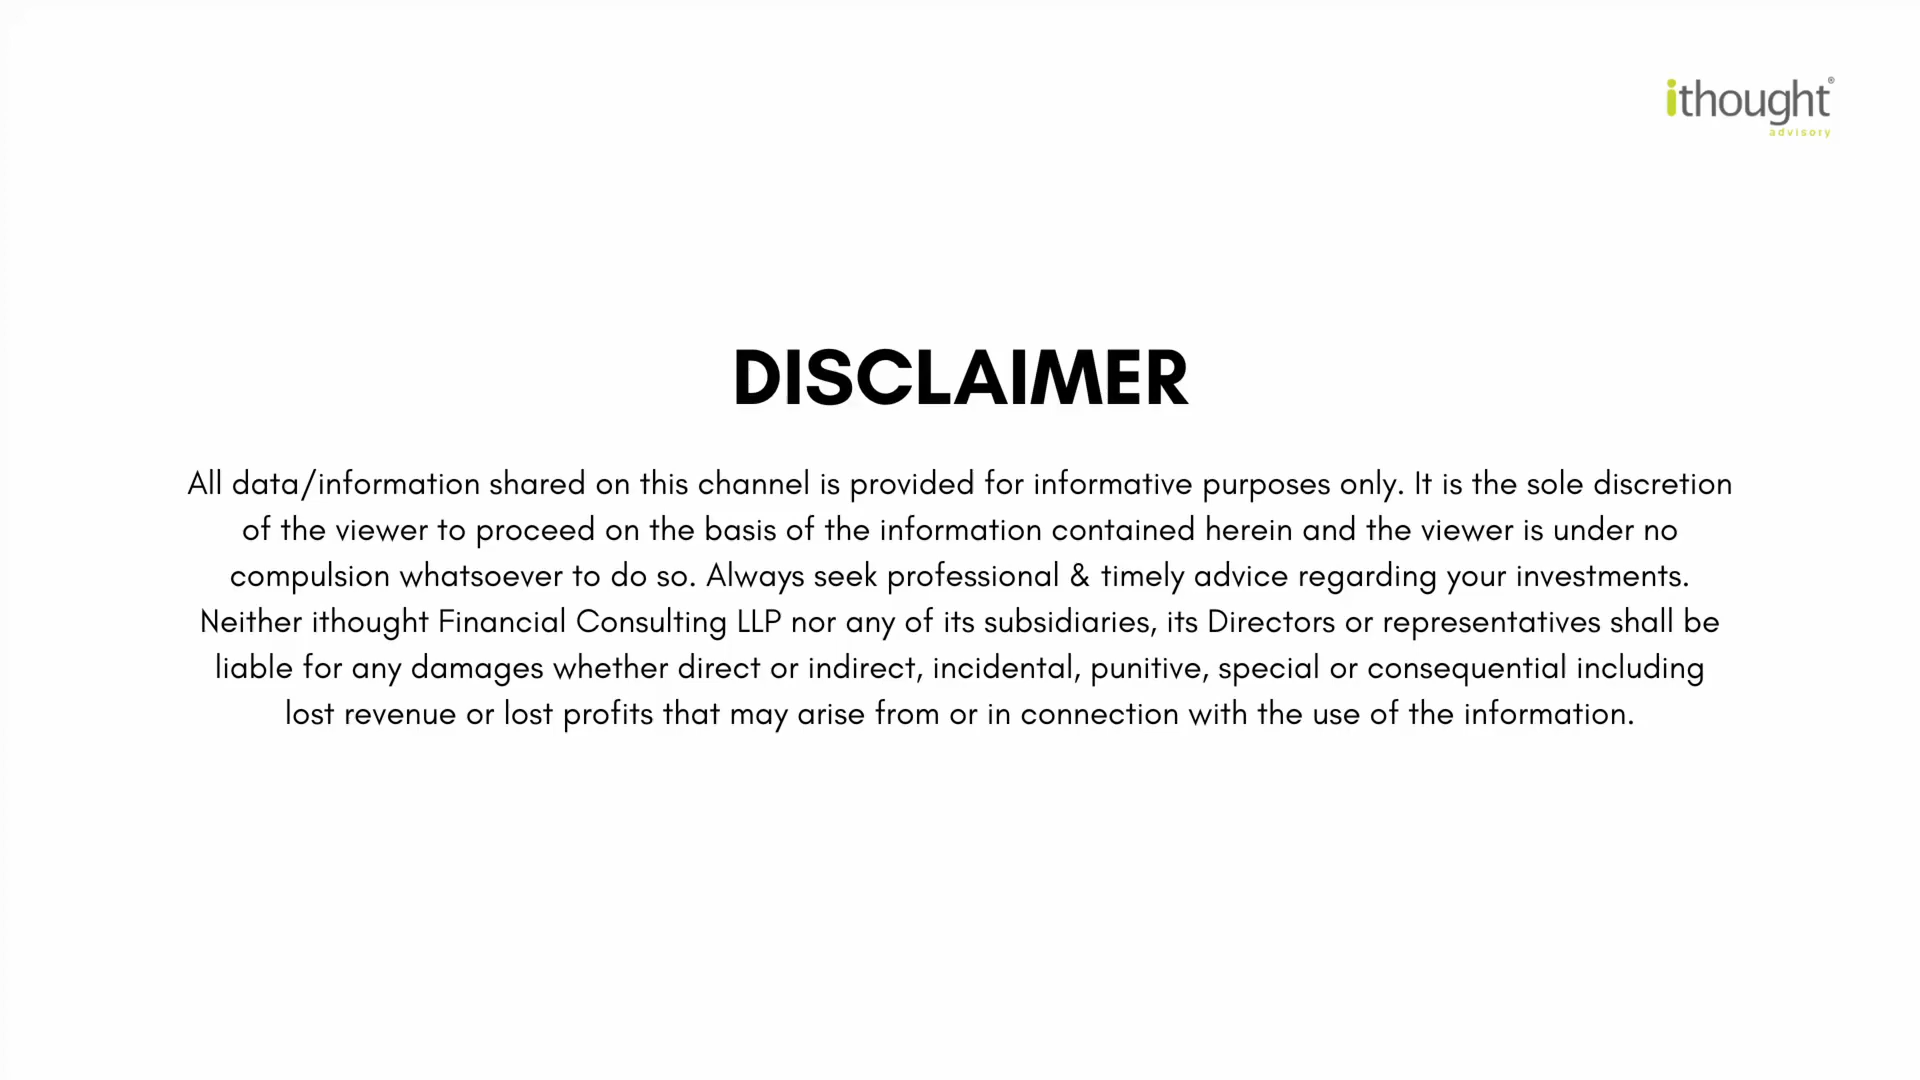 ithought®
advisory
DISCLAIMER
All data/information shared on this channel is provided for informative purposes only. It is the sole discretion
of the viewer to proceed on the basis of the information contained herein and the viewer is under no
compulsion whatsoever to do so. Always seek professional & timely advice regarding your investments.
Neither ithought Financial Consulting LLP nor any of its subsidiaries, its Directors or representatives shall be
liable for any damages whether direct or indirect, incidental, punitive, special or consequential including
lost revenue or lost profits that may arise from or in connection with the use of the information.